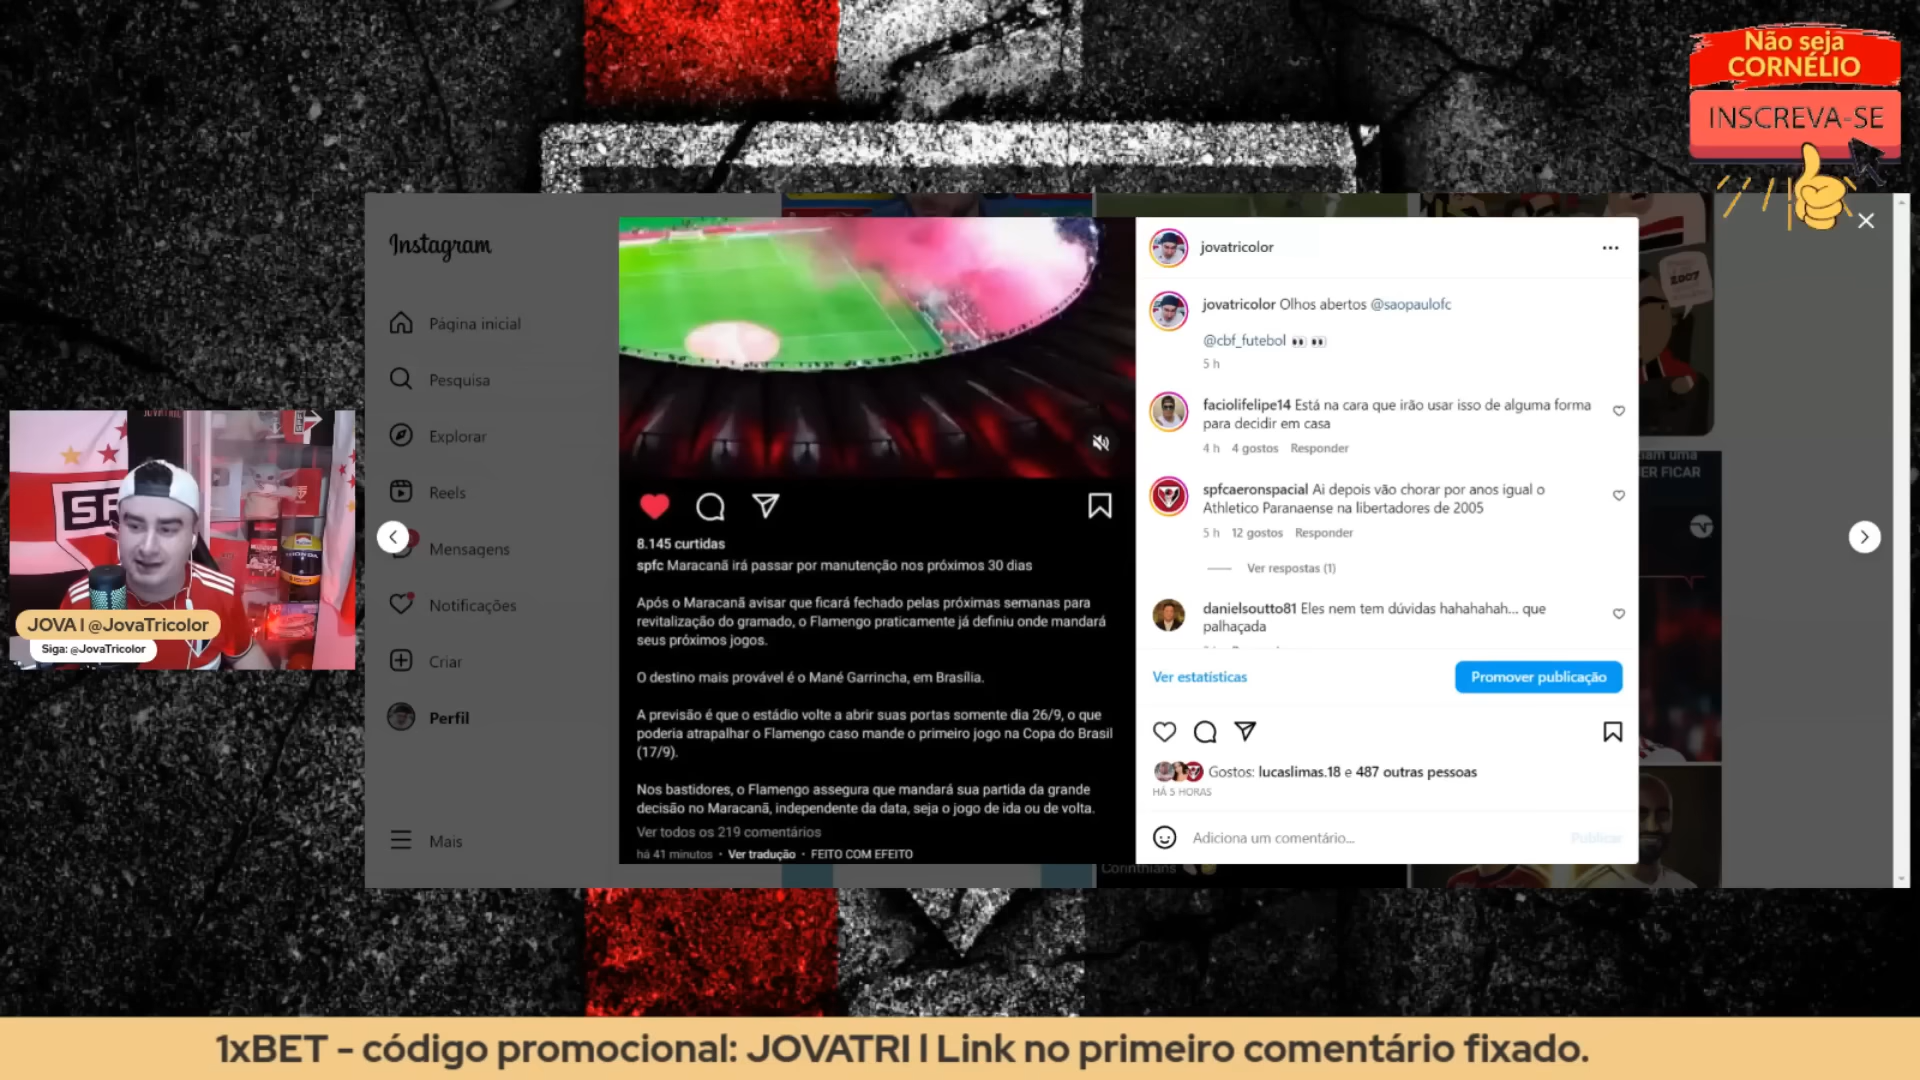 Não seja
CORNÉLIO
INSCREVA-SE
Instagram
Página inicial
Pesquisa
Explorar
Reels
Mensagens
Notificações
Criar
Perfil
Mais
JOVA | @JovaTricolor
Siga: @JovaTricolor
8.145 curtidas
spfc Maracanã irá passar por manutenção nos próximos 30 dias
Após o Maracanã avisar que ficará fechado pelas próximas semanas para
revitalização do gramado, o Flamengo praticamente já definiu onde mandará
seus próximos jogos.
O destino mais provável é o Mané Garrincha, em Brasília.
A previsão é que o estádio volte a abrir suas portas somente dia 26/9, o que
poderia atrapalhar o Flamengo caso mande o primeiro jogo na Copa do Brasil
(17/9).
Nos bastidores, o Flamengo assegura que mandará sua partida da grande
decisão no Maracanã, independente da data, seja o jogo de ida ou de volta.
Ver todos os 219 comentários
há 41 minutos • Ver tradução • FEITO COM EFEITO
jovatricolor
jovatricolor Olhos abertos @saopaulofc
@cbf_futebol 👀 👀
5 h
faciolifelipe14 Está na cara que irão usar isso de alguma forma
para decidir em casa
4 h 4 gostos Responder
spfcaeronspacial Ai depois vão chorar por anos igual o
Athletico Paranaense na libertadores de 2005
5 h 12 gostos Responder
Ver respostas (1)
danielsoutto81 Eles nem tem dúvidas hahahahah... que
palhaçada
Ver estatísticas
Promover publicação
Gostos: lucaslimas.18 e 487 outras pessoas
HÁ 5 HORAS
Adiciona um comentário...
Publicar
2007
ER FICAR
Corinthians
1xBET - código promocional: JOVATRI | Link no primeiro comentário fixado.